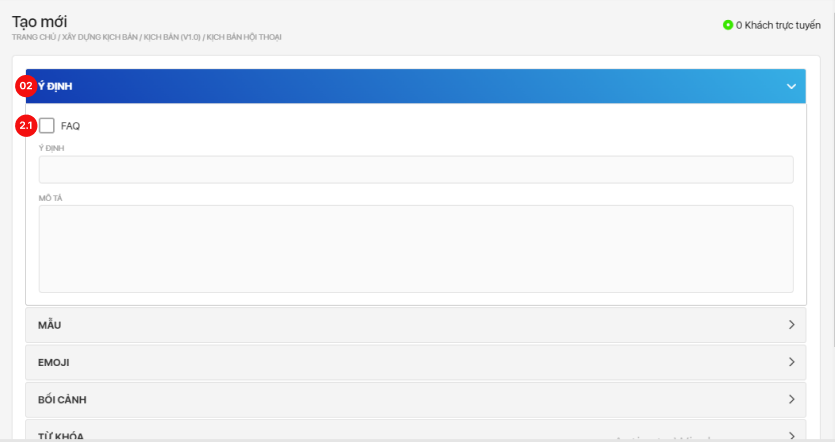 Tạo mới
0 Khách trực tuyến
TRANG CHỦ / XÂY DỰNG KỊCH BẢN / KỊCH BẢN (V1.0) / KỊCH BẢN HỘI THOẠI
02 Ý ĐỊNH
2.1 FAQ
Ý ĐỊNH
MÔ TẢ
MẪU
EMOJI
BỐI CẢNH
TỪ KHÓA